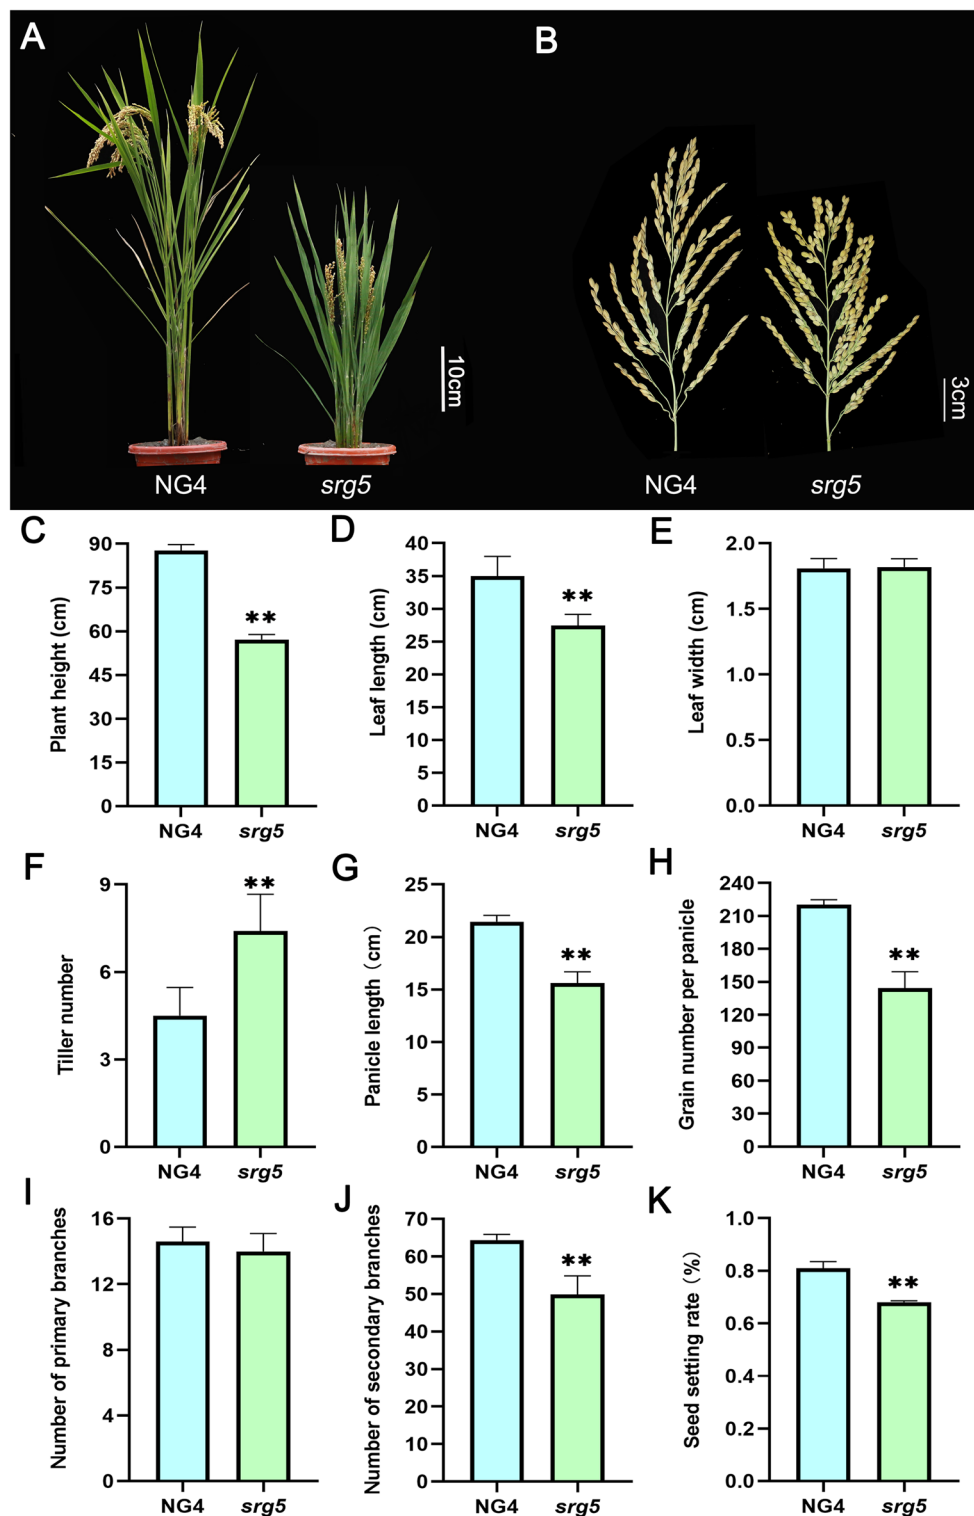 A
B
10cm
3cm
NG4
srg5
NG4
srg5
C
Plant height (cm)
90
75
60
45
30
15
0
**
NG4
srg5
D
Leaf length (cm)
40
35
30
25
20
15
10
5
0
**
NG4
srg5
E
Leaf width (cm)
2.0
1.5
1.0
0.5
0.0
NG4
srg5
F
Tiller number
9
6
3
0
**
NG4
srg5
G
Panicle length（cm）
25
20
15
10
5
0
**
NG4
srg5
H
Grain number per panicle
240
210
180
150
120
90
60
30
0
**
NG4
srg5
I
Number of primary branches
16
12
8
4
0
NG4
srg5
J
Number of secondary branches
70
60
50
40
30
20
10
0
**
NG4
srg5
K
Seed setting rate（%）
1.0
0.8
0.6
0.4
0.2
0.0
**
NG4
srg5